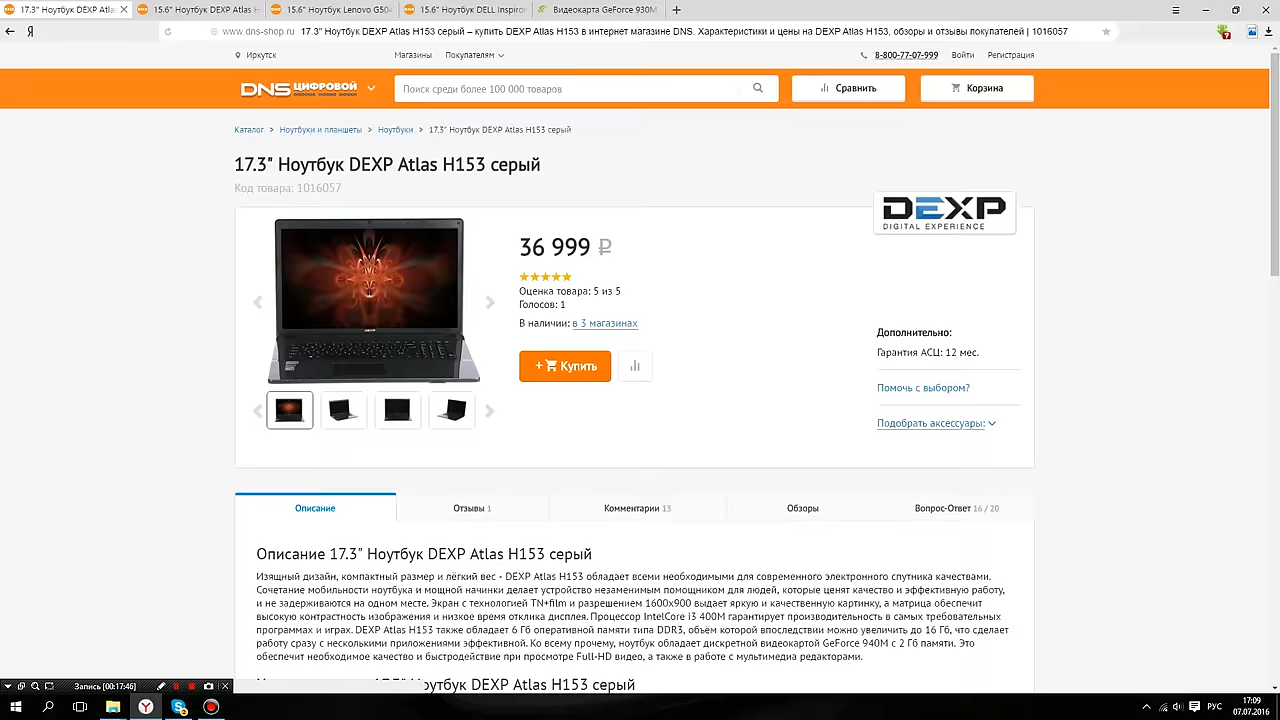 17.3" Ноутбук DEXP Atlas
15.6" Ноутбук DEXP Atlas H
15.6" Ноутбук Lenovo G504
15.6" Ноутбук DELL Inspiron
Видеокарта GeForce 930M
www.dns-shop.ru 17.3" Ноутбук DEXP Atlas H153 серый – купить DEXP Atlas H153 в интернет магазине DNS. Характеристики и цены на DEXP Atlas H153, обзоры и отзывы покупателей | 1016057
Иркутск Магазины Покупателям 8-800-77-07-999 Войти Регистрация
DNS ЦИФРОВОЙ Поиск среди более 100 000 товаров Сравнить Корзина
Каталог > Ноутбуки и планшеты > Ноутбуки > 17.3" Ноутбук DEXP Atlas H153 серый
17.3" Ноутбук DEXP Atlas H153 серый
Код товара: 1016057
DEXP
DIGITAL EXPERIENCE
36 999 ₽
Оценка товара: 5 из 5
Голосов: 1
В наличии: в 3 магазинах
+ Купить
Дополнительно:
Гарантия АСЦ: 12 мес.
Помочь с выбором?
Подобрать аксессуары:
Описание Отзывы 1 Комментарии 13 Обзоры Вопрос-Ответ 16 / 20
Описание 17.3" Ноутбук DEXP Atlas H153 серый
Изящный дизайн, компактный размер и лёгкий вес - DEXP Atlas H153 обладает всеми необходимыми для современного электронного спутника качествами.
Сочетание мобильности ноутбука и мощной начинки делает устройство незаменимым помощником для людей, которые ценят качество и эффективную работу,
и не задерживаются на одном месте. Экран с технологией TN+film и разрешением 1600x900 выдает яркую и качественную картинку, а матрица обеспечит
высокую контрастность изображения и низкое время отклика дисплея. Процессор IntelCore i3 400M гарантирует производительность в самых требовательных
программах и играх. DEXP Atlas H153 также обладает 6 Гб оперативной памяти типа DDR3, объём которой впоследствии можно увеличить до 16 Гб, что сделает
работу сразу с несколькими приложениями эффективной. Ко всему прочему, ноутбук обладает дискретной видеокартой GeForce 940M с 2 Гб памяти. Это
обеспечит необходимое качество и быстродействие при просмотре Full-HD видео, а также в работе с мультимедиа редакторами.
17.3" Ноутбук DEXP Atlas H153 серый
Запись [00:17:46]
РУС
17:09
07.07.2016